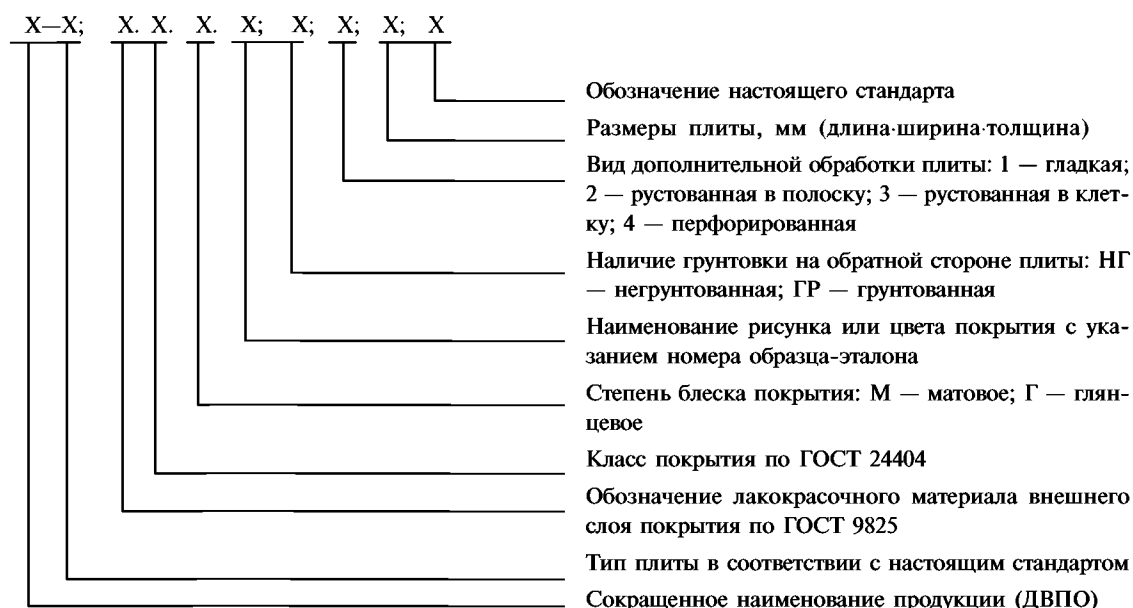 Х—Х; Х. Х. Х. Х; Х; Х; Х; Х
Обозначение настоящего стандарта
Размеры плиты, мм (длина·ширина·толщина)
Вид дополнительной обработки плиты: 1 — гладкая;
2 — рустованная в полоску; 3 — рустованная в клет-
ку; 4 — перфорированная
Наличие грунтовки на обратной стороне плиты: НГ
— негрунтованная; ГР — грунтованная
Наименование рисунка или цвета покрытия с ука-
занием номера образца-эталона
Степень блеска покрытия: М — матовое; Г — глян-
цевое
Класс покрытия по ГОСТ 24404
Обозначение лакокрасочного материала внешнего
слоя покрытия по ГОСТ 9825
Тип плиты в соответствии с настоящим стандартом
Сокращенное наименование продукции (ДВПО)